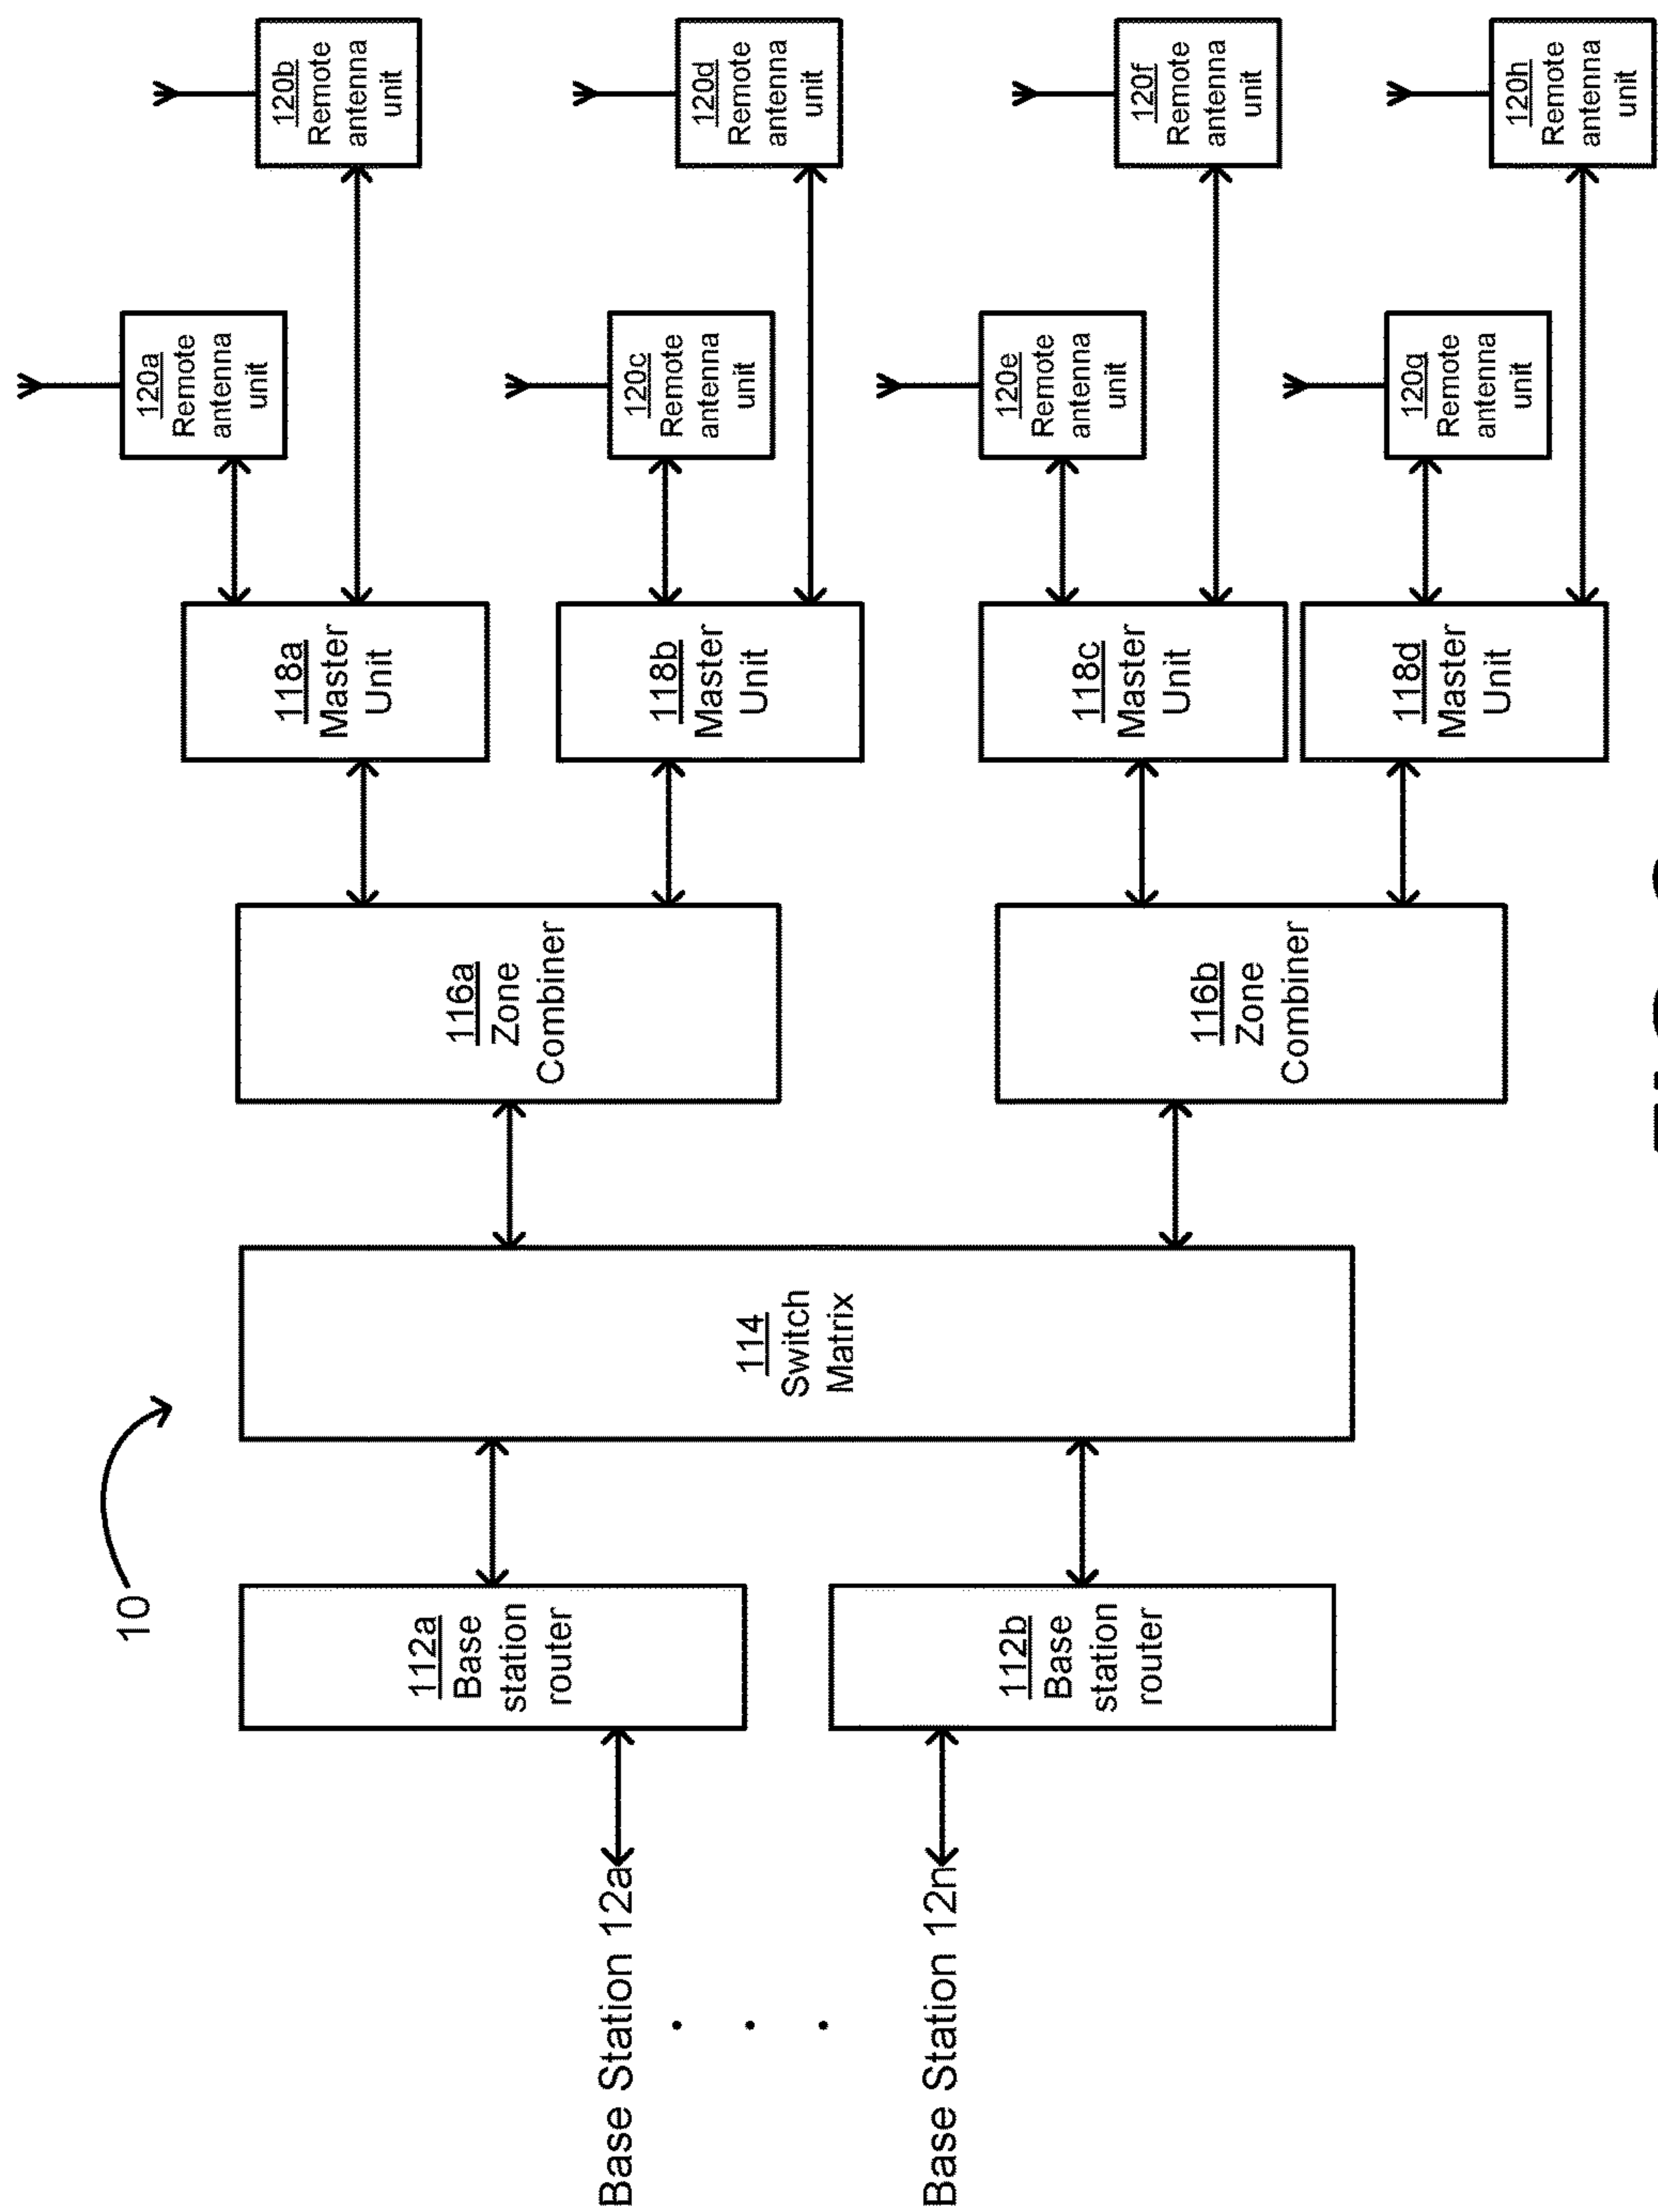 10
Base Station 12a
. . .
Base Station 12n
112a
Base
station
router
112b
Base
station
router
114
Switch
Matrix
116a
Zone
Combiner
116b
Zone
Combiner
118a
Master
Unit
118b
Master
Unit
118c
Master
Unit
118d
Master
Unit
120a
Remote
antenna
unit
120b
Remote
antenna
unit
120c
Remote
antenna
unit
120d
Remote
antenna
unit
120e
Remote
antenna
unit
120f
Remote
antenna
unit
120g
Remote
antenna
unit
120h
Remote
antenna
unit